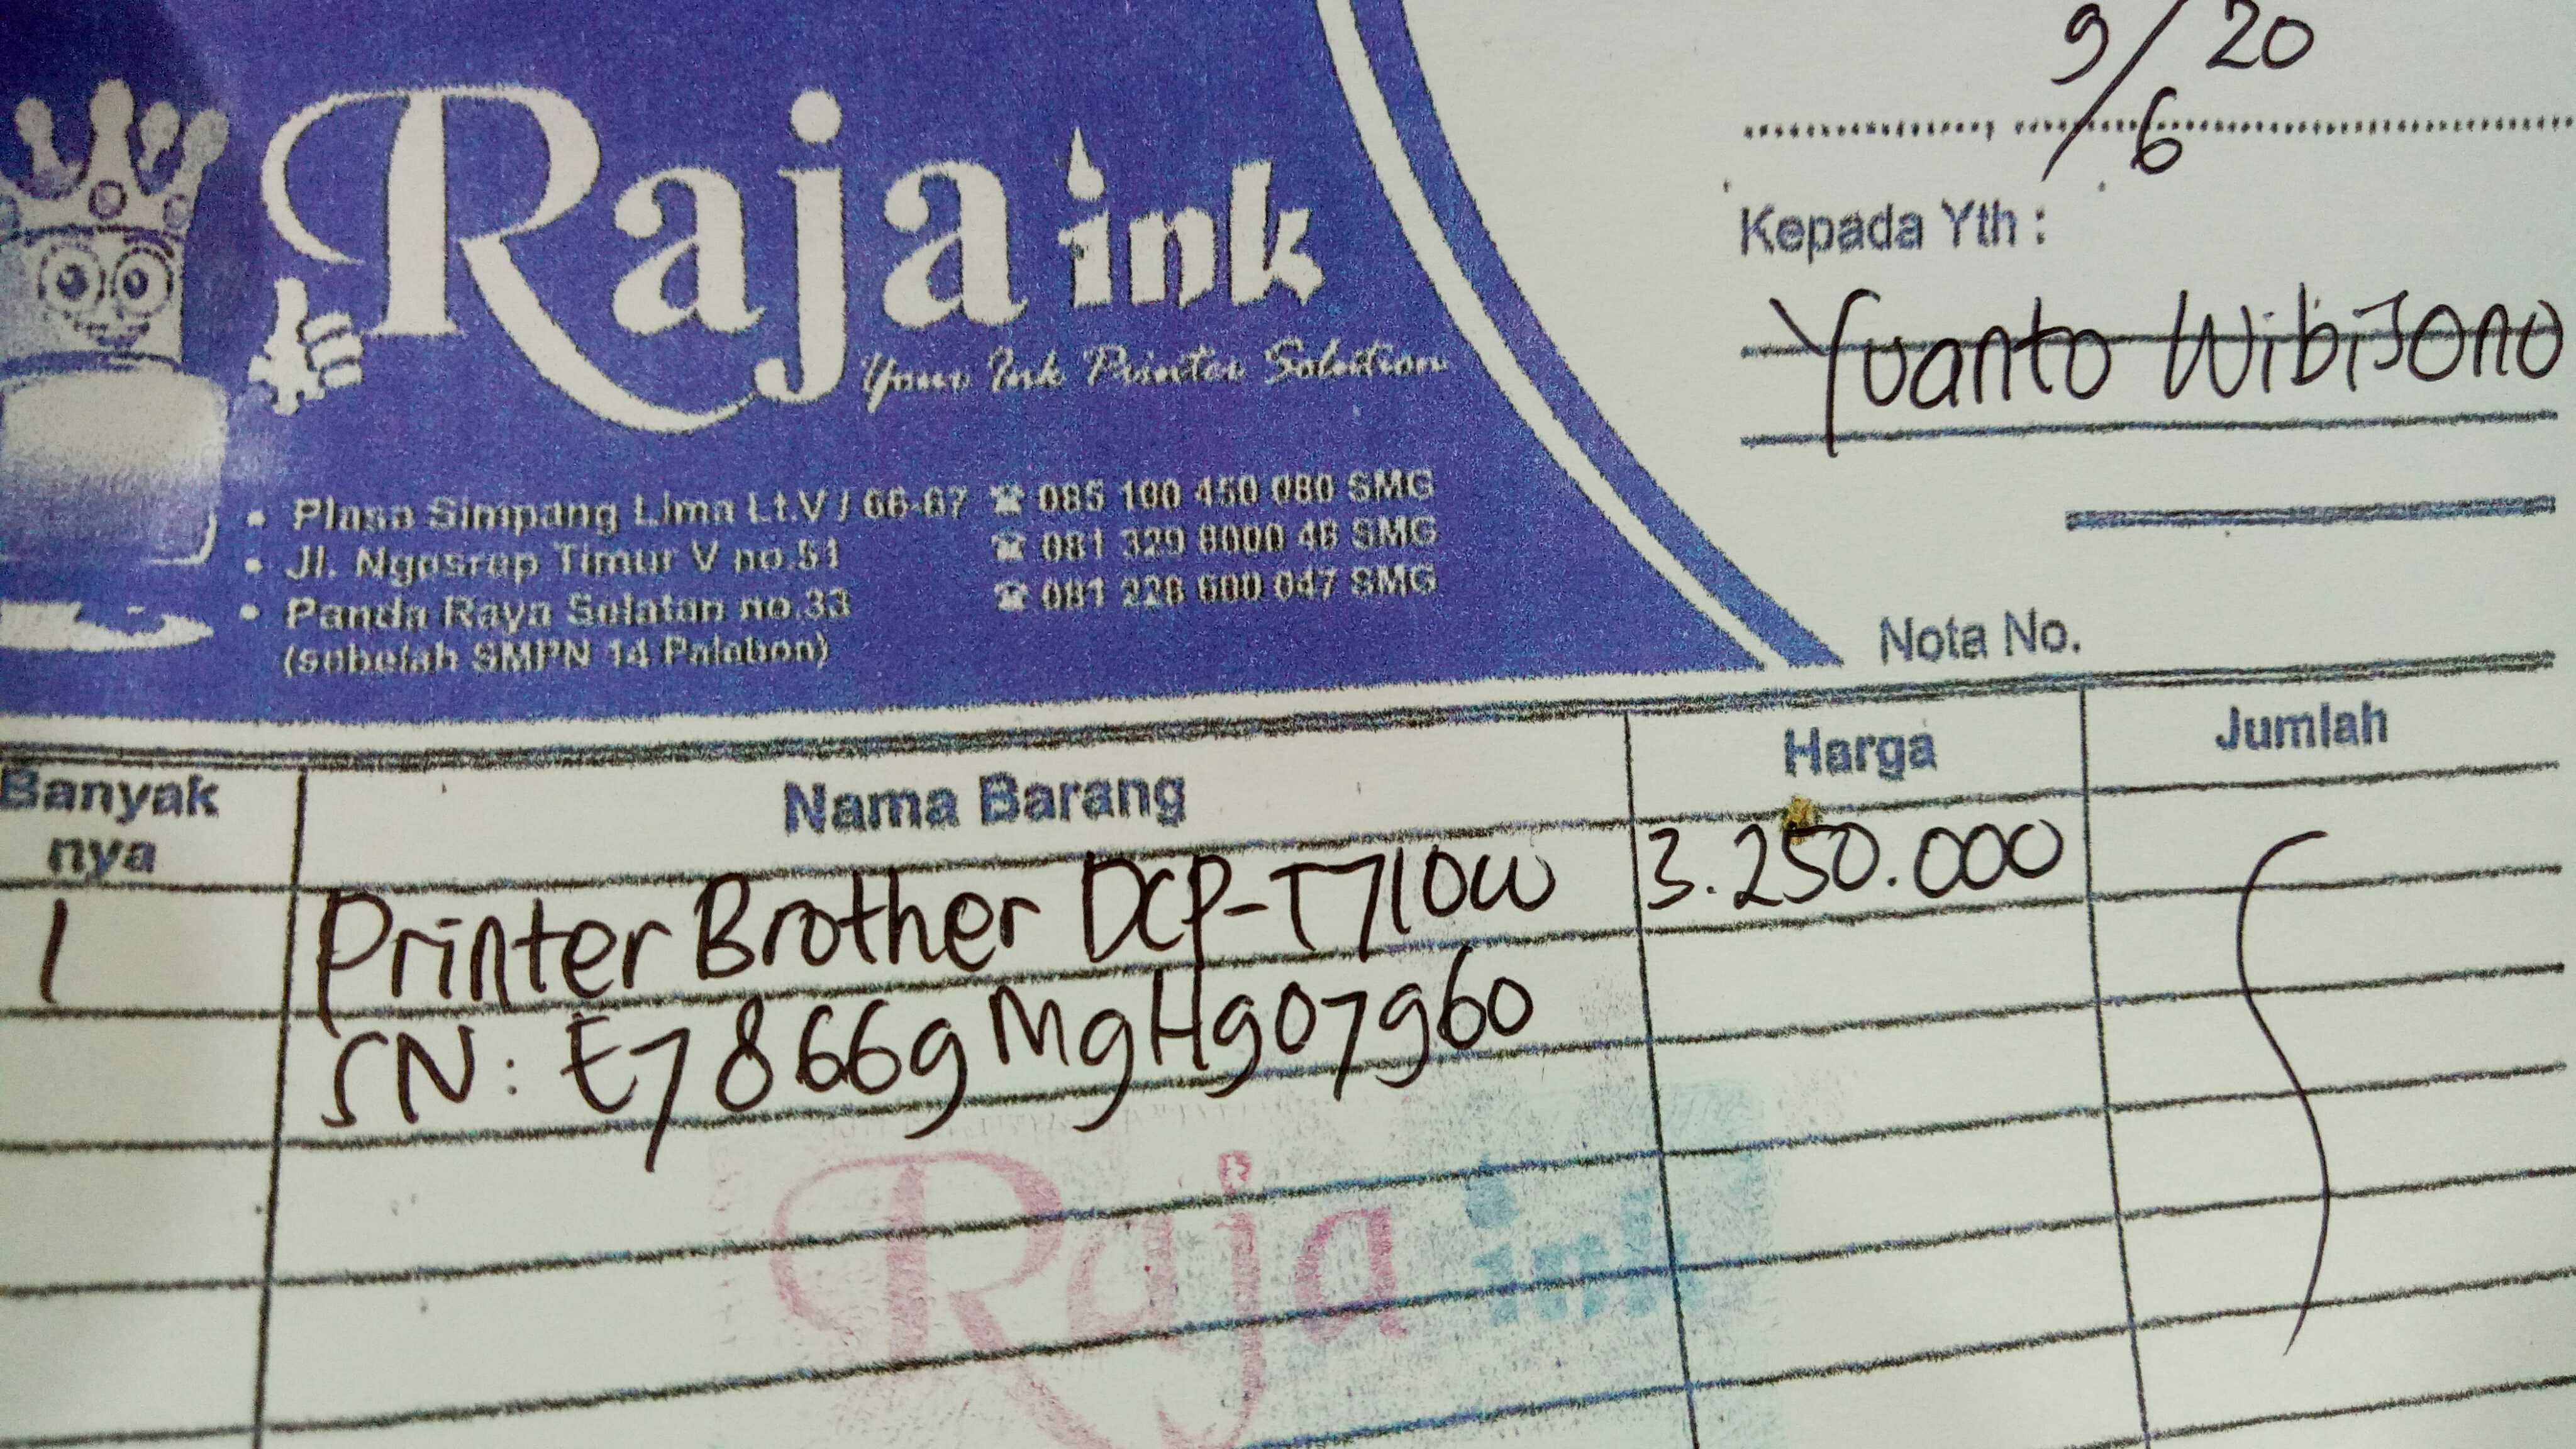 9/6 20
Kepada Yth :
Yuanto Wibisono
Raja ink
Your Ink Printer Solution
• Plasa Simpang Lima Lt.V / 66-67 ☎ 085 100 450 080 SMG
• Jl. Ngesrep Timur V no.51 ☎ 081 329 8000 46 SMG
• Panda Raya Selatan no.33 ☎ 081 226 600 047 SMG
(sebelah SMPN 14 Palebon)
Nota No.
Banyak nya Nama Barang Harga Jumlah
1 Printer Brother DCP-T710W 3.250.000
SN: E78669M9H907960
Raja ink